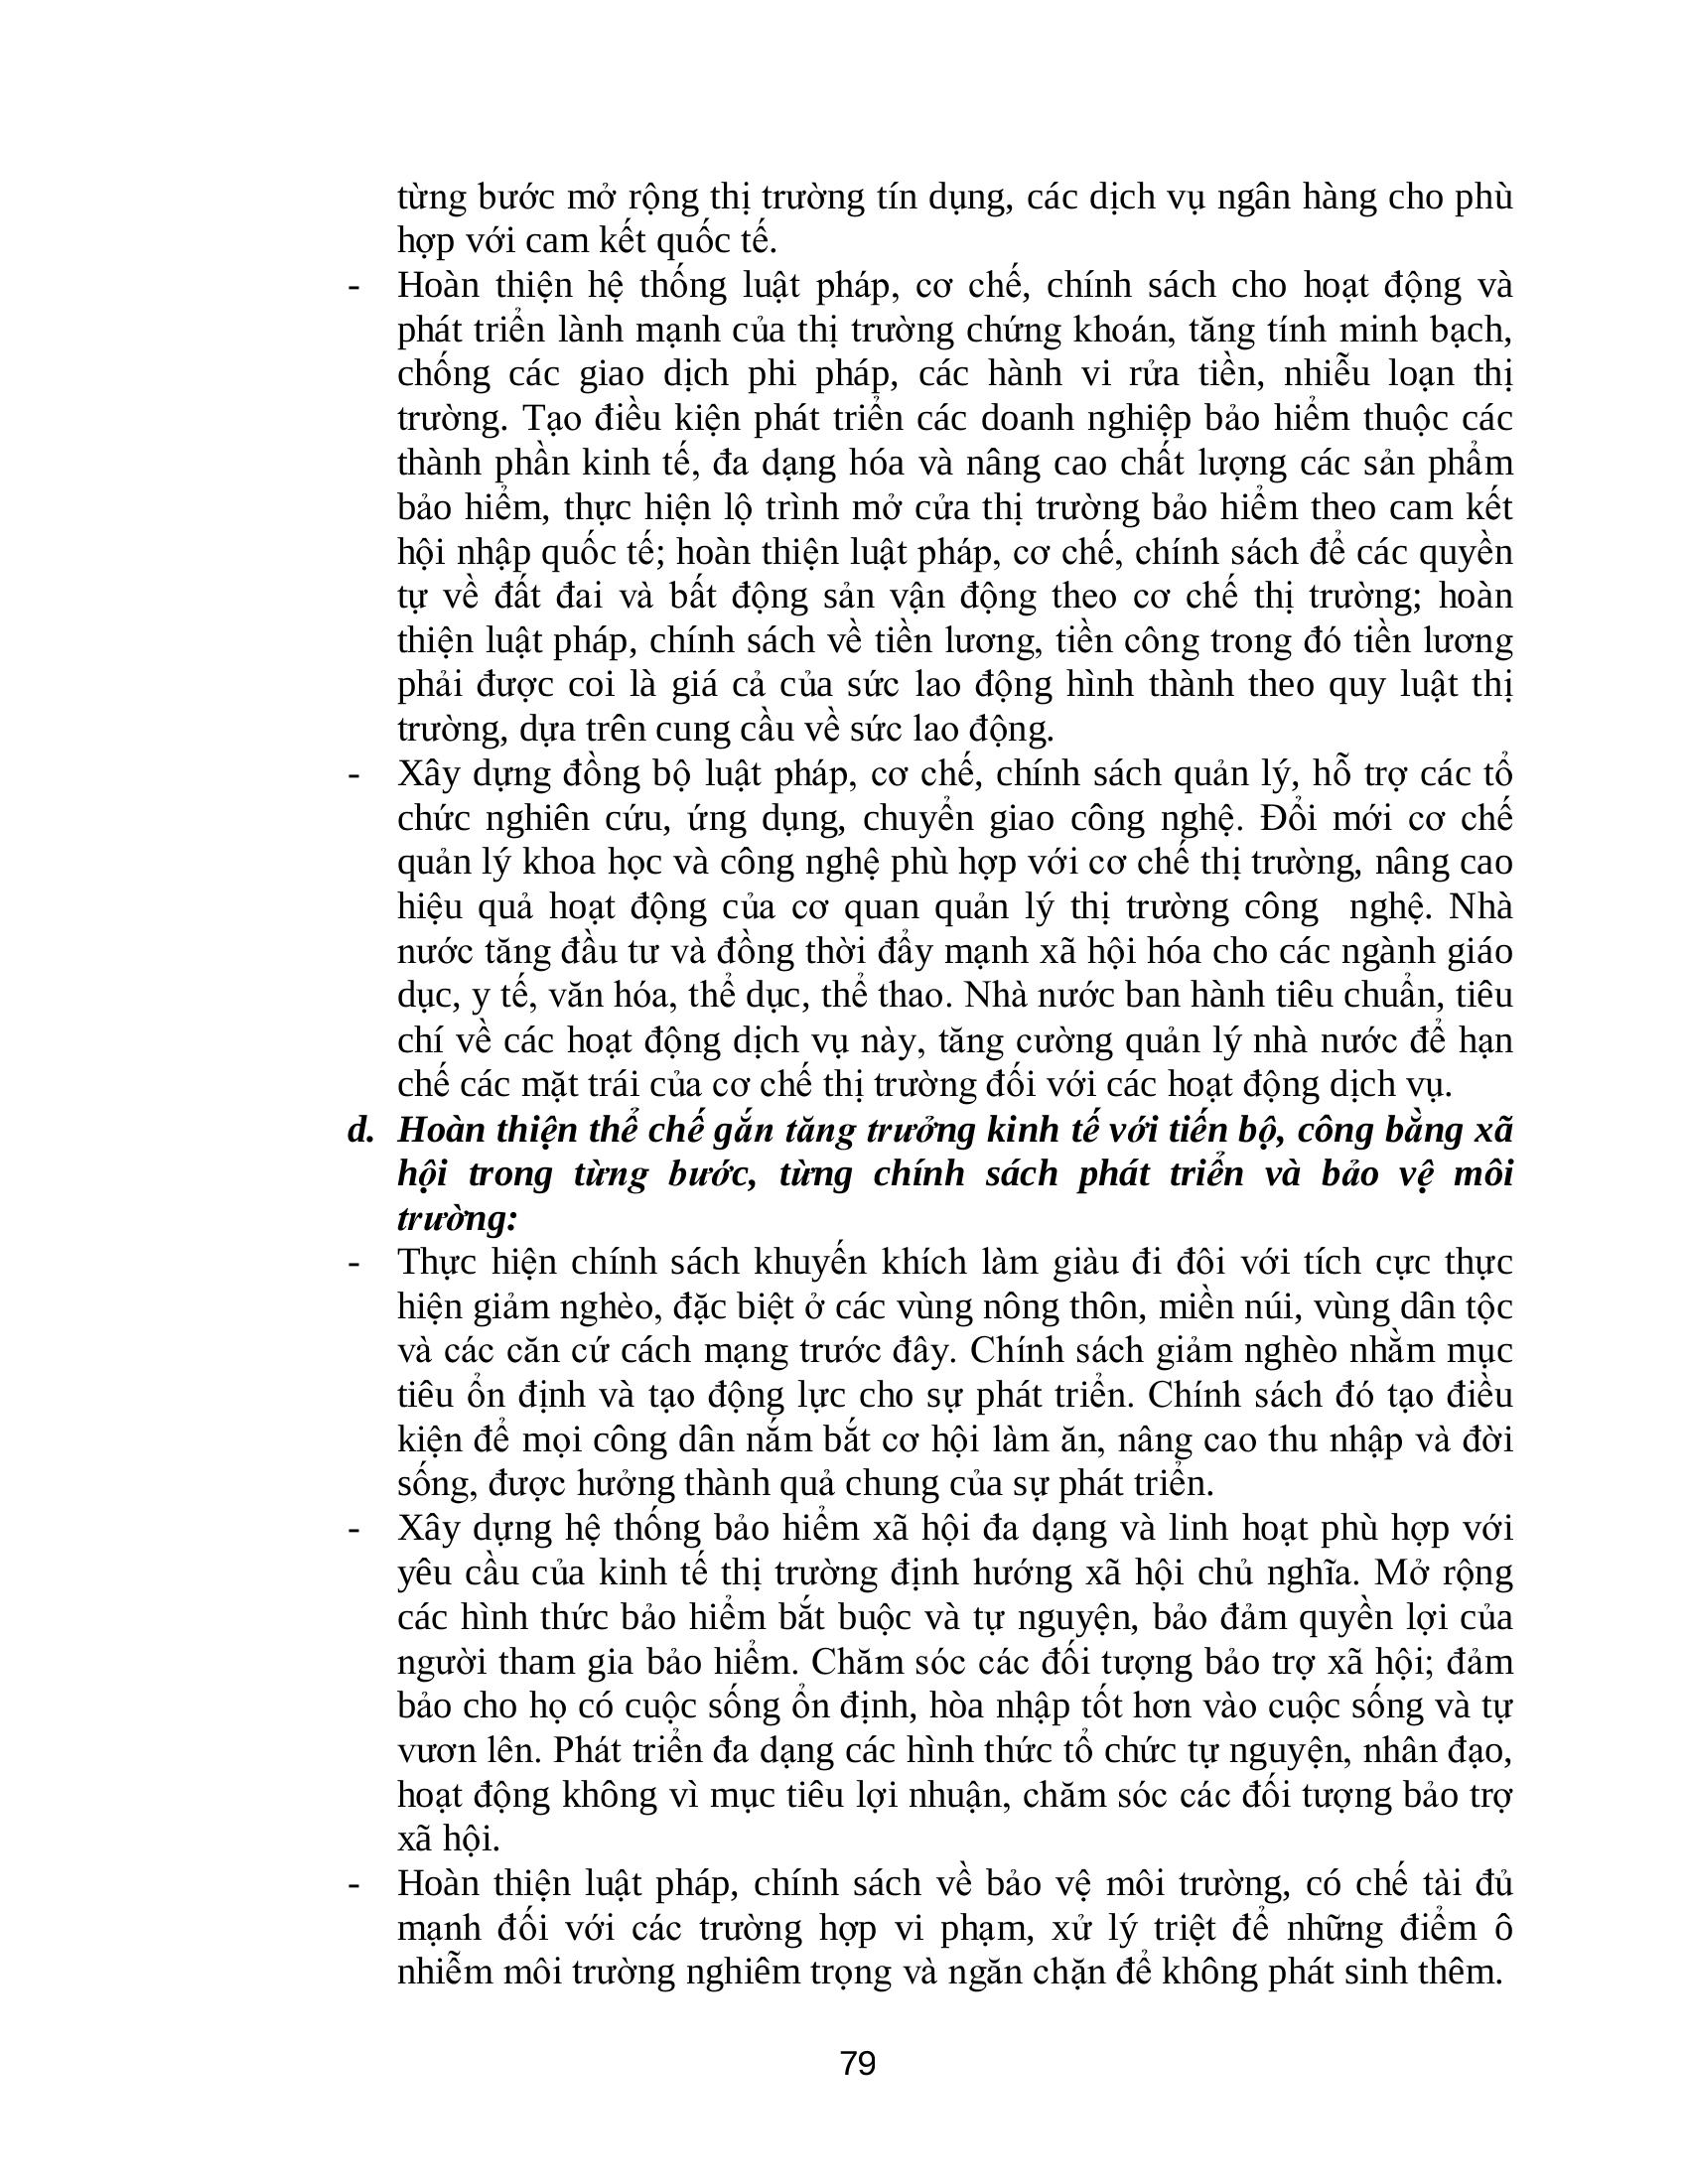 từng bước mở rộng thị trường tín dụng, các dịch vụ ngân hàng cho phù
hợp với cam kết quốc tế.
- Hoàn thiện hệ thống luật pháp, cơ chế, chính sách cho hoạt động và
phát triển lành mạnh của thị trường chứng khoán, tăng tính minh bạch,
chống các giao dịch phi pháp, các hành vi rửa tiền, nhiễu loạn thị
trường. Tạo điều kiện phát triển các doanh nghiệp bảo hiểm thuộc các
thành phần kinh tế, đa dạng hóa và nâng cao chất lượng các sản phẩm
bảo hiểm, thực hiện lộ trình mở cửa thị trường bảo hiểm theo cam kết
hội nhập quốc tế; hoàn thiện luật pháp, cơ chế, chính sách để các quyền
tự về đất đai và bất động sản vận động theo cơ chế thị trường; hoàn
thiện luật pháp, chính sách về tiền lương, tiền công trong đó tiền lương
phải được coi là giá cả của sức lao động hình thành theo quy luật thị
trường, dựa trên cung cầu về sức lao động.
- Xây dựng đồng bộ luật pháp, cơ chế, chính sách quản lý, hỗ trợ các tổ
chức nghiên cứu, ứng dụng, chuyển giao công nghệ. Đổi mới cơ chế
quản lý khoa học và công nghệ phù hợp với cơ chế thị trường, nâng cao
hiệu quả hoạt động của cơ quan quản lý thị trường công nghệ. Nhà
nước tăng đầu tư và đồng thời đẩy mạnh xã hội hóa cho các ngành giáo
dục, y tế, văn hóa, thể dục, thể thao. Nhà nước ban hành tiêu chuẩn, tiêu
chí về các hoạt động dịch vụ này, tăng cường quản lý nhà nước để hạn
chế các mặt trái của cơ chế thị trường đối với các hoạt động dịch vụ.
d. Hoàn thiện thể chế gắn tăng trưởng kinh tế với tiến bộ, công bằng xã
hội trong từng bước, từng chính sách phát triển và bảo vệ môi
trường:
- Thực hiện chính sách khuyến khích làm giàu đi đôi với tích cực thực
hiện giảm nghèo, đặc biệt ở các vùng nông thôn, miền núi, vùng dân tộc
và các căn cứ cách mạng trước đây. Chính sách giảm nghèo nhằm mục
tiêu ổn định và tạo động lực cho sự phát triển. Chính sách đó tạo điều
kiện để mọi công dân nắm bắt cơ hội làm ăn, nâng cao thu nhập và đời
sống, được hưởng thành quả chung của sự phát triển.
- Xây dựng hệ thống bảo hiểm xã hội đa dạng và linh hoạt phù hợp với
yêu cầu của kinh tế thị trường định hướng xã hội chủ nghĩa. Mở rộng
các hình thức bảo hiểm bắt buộc và tự nguyện, bảo đảm quyền lợi của
người tham gia bảo hiểm. Chăm sóc các đối tượng bảo trợ xã hội; đảm
bảo cho họ có cuộc sống ổn định, hòa nhập tốt hơn vào cuộc sống và tự
vươn lên. Phát triển đa dạng các hình thức tổ chức tự nguyện, nhân đạo,
hoạt động không vì mục tiêu lợi nhuận, chăm sóc các đối tượng bảo trợ
xã hội.
- Hoàn thiện luật pháp, chính sách về bảo vệ môi trường, có chế tài đủ
mạnh đối với các trường hợp vi phạm, xử lý triệt để những điểm ô
nhiễm môi trường nghiêm trọng và ngăn chặn để không phát sinh thêm.
79